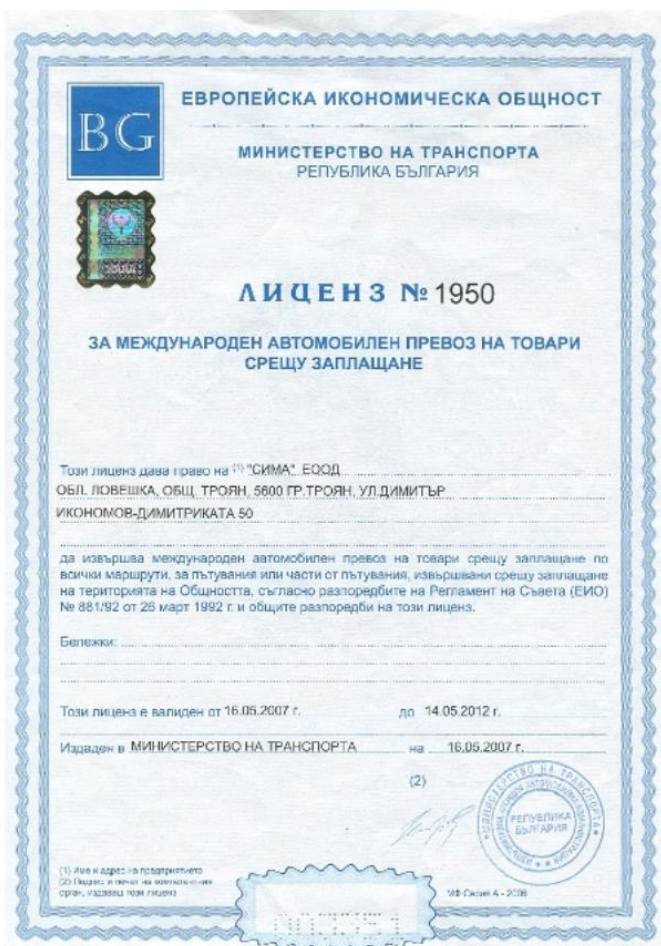 BG
ЕВРОПЕЙСКА ИКОНОМИЧЕСКА ОБЩНОСТ
МИНИСТЕРСТВО НА ТРАНСПОРТА
РЕПУБЛИКА БЪЛГАРИЯ
ЛИЦЕНЗ № 1950
ЗА МЕЖДУНАРОДЕН АВТОМОБИЛЕН ПРЕВОЗ НА ТОВАРИ
СРЕЩУ ЗАПЛАЩАНЕ
Този лиценз дава право на (1) "СИМА" ЕООД
ОБЛ. ЛОВЕШКА, ОБЩ. ТРОЯН, 5600 ГР.ТРОЯН, УЛ.ДИМИТЪР
ИКОНОМОВ-ДИМИТРИКАТА 50
да извършва международен автомобилен превоз на товари срещу заплащане по
всички маршрути, за пътувания или части от пътувания, извършвани срещу заплащане
на територията на Общността, съгласно разпоредбите на Регламент на Съвета (ЕИО)
№ 881/92 от 26 март 1992 г. и общите разпоредби на този лиценз.
Бележки:
Този лиценз е валиден от 16.05.2007 г. до 14.05.2012 г.
Издаден в МИНИСТЕРСТВО НА ТРАНСПОРТА на 16.05.2007 г.
(2)
МИНИСТЕРСТВО НА ТРАНСПОРТА
РЕПУБЛИКА
БЪЛГАРИЯ
(1) Име и адрес на предприятието
(2) Подпис и печат на компетентния
орган, издаващ този лиценз
МФ Серия А - 2006